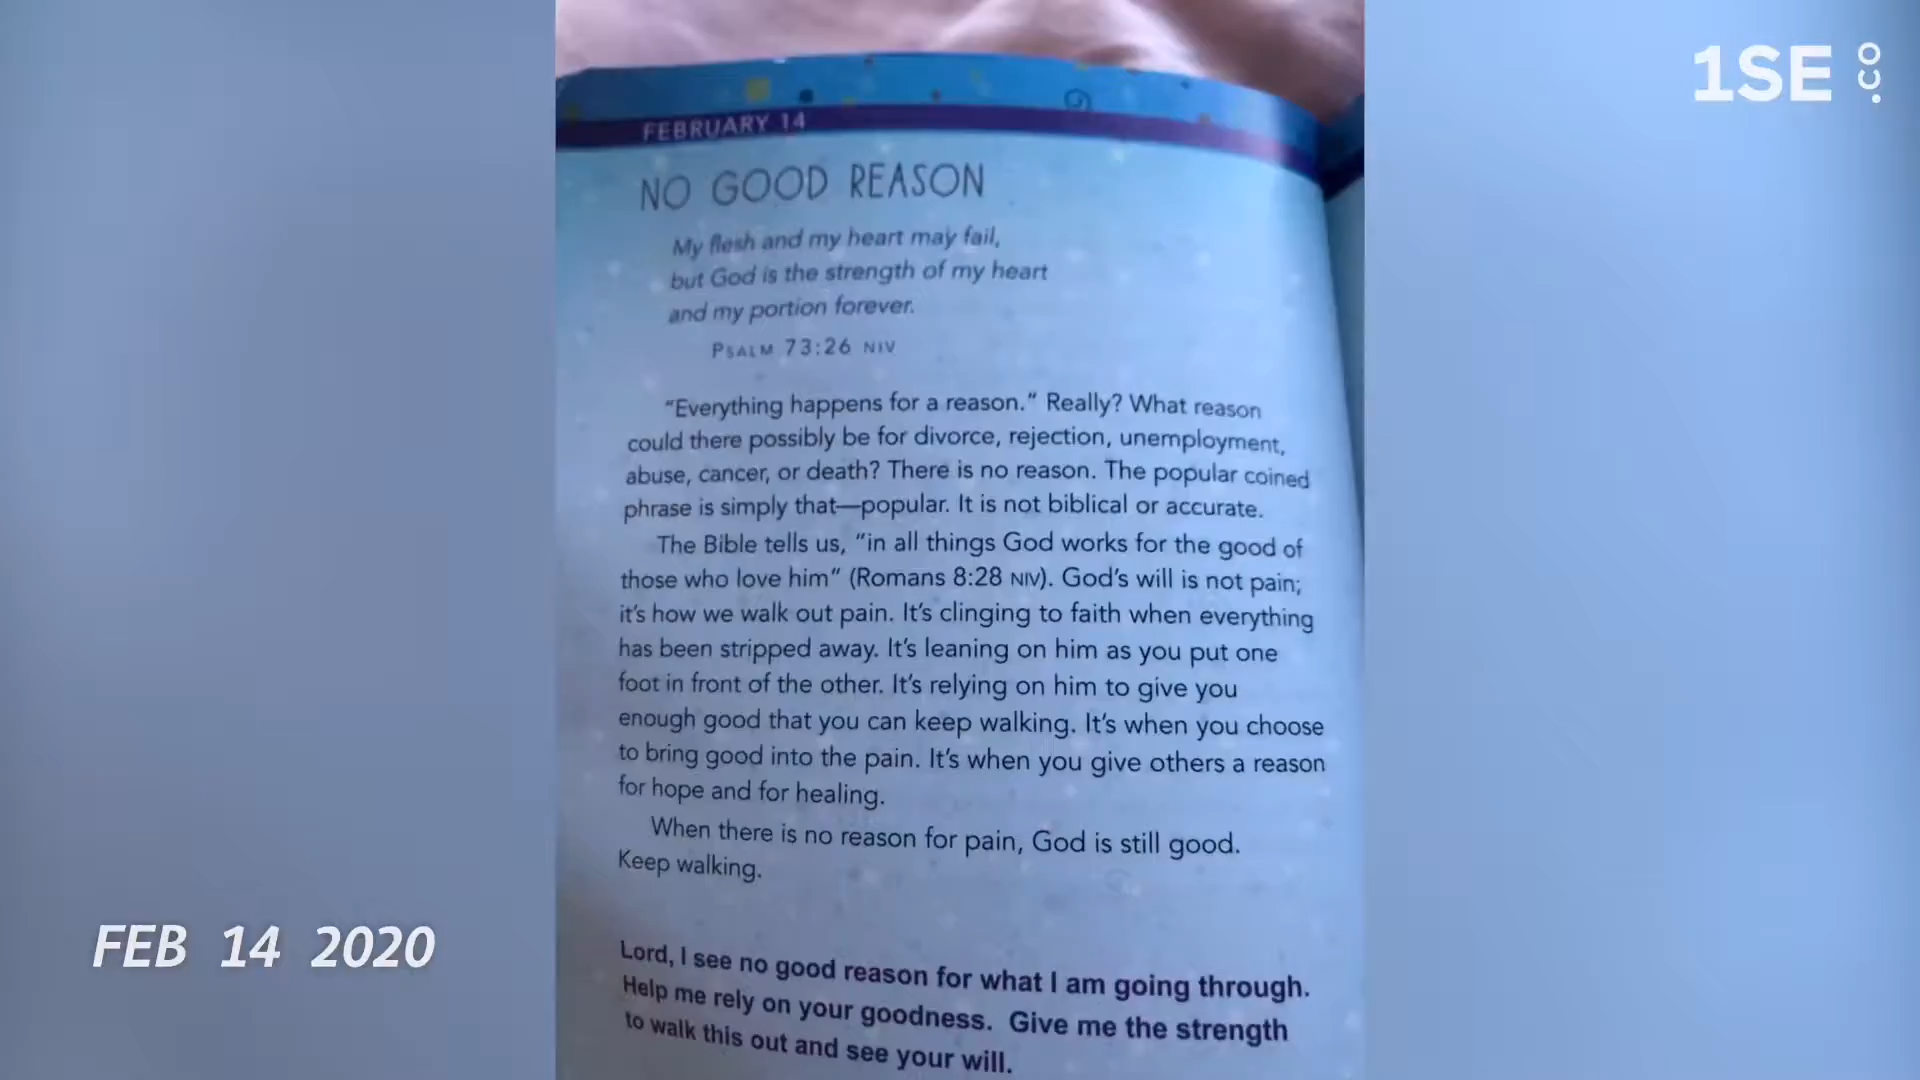 1SE .CO
FEBRUARY 14
NO GOOD REASON
My flesh and my heart may fail,
but God is the strength of my heart
and my portion forever.
PSALM 73:26 NIV
“Everything happens for a reason.” Really? What reason
could there possibly be for divorce, rejection, unemployment,
abuse, cancer, or death? There is no reason. The popular coined
phrase is simply that—popular. It is not biblical or accurate.
The Bible tells us, “in all things God works for the good of
those who love him” (Romans 8:28 NIV). God’s will is not pain;
it’s how we walk out pain. It’s clinging to faith when everything
has been stripped away. It’s leaning on him as you put one
foot in front of the other. It’s relying on him to give you
enough good that you can keep walking. It’s when you choose
to bring good into the pain. It’s when you give others a reason
for hope and for healing.
When there is no reason for pain, God is still good.
Keep walking.
Lord, I see no good reason for what I am going through.
Help me rely on your goodness. Give me the strength
to walk this out and see your will.
FEB 14 2020